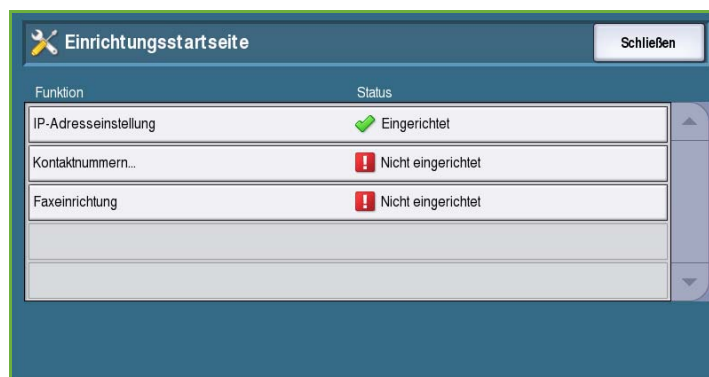 Einrichtungsstartseite
Schließen
Funktion Status
IP-Adresseinstellung Eingerichtet
Kontaktnummern... Nicht eingerichtet
Faxeinrichtung Nicht eingerichtet